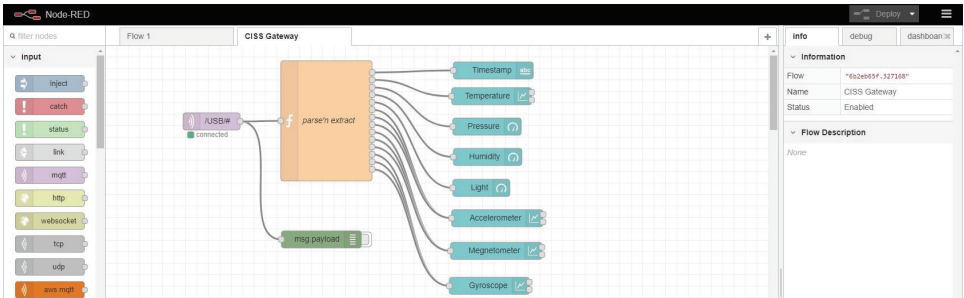 Node-RED
Deploy
filter nodes
Flow 1
CISS Gateway
+
info
debug
dashboar
input
inject
catch
status
link
mqtt
http
websocket
tcp
udp
aws mqtt
/USB/#
connected
f
parse'n extract
msg.payload
Timestamp abc
Temperature
Pressure
Humidity
Light
Accelerometer
Megnetometer
Gyroscope
Information
Flow "6b2eb65f.327168"
Name CISS Gateway
Status Enabled
Flow Description
None